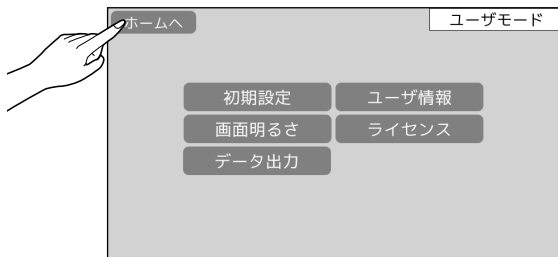 ホームへ
ユーザモード
初期設定
ユーザ情報
画面明るさ
ライセンス
データ出力